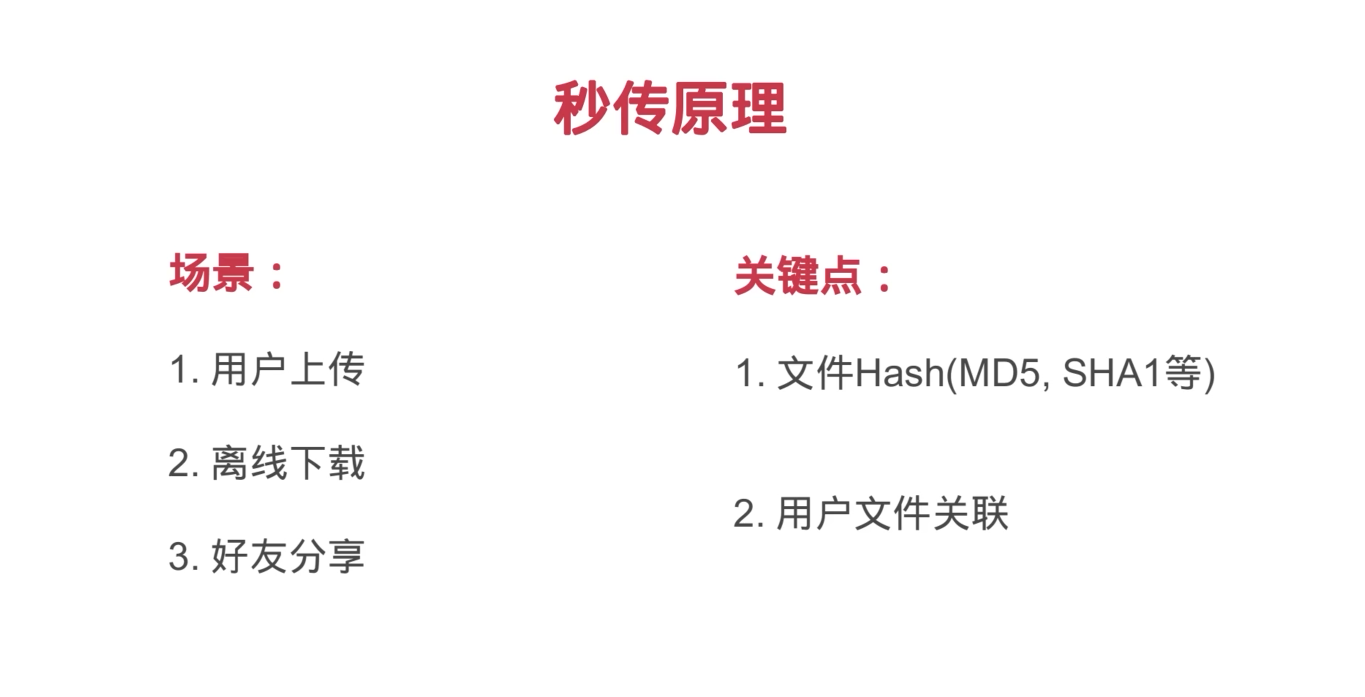 秒传原理
场景：
1. 用户上传
2. 离线下载
3. 好友分享
关键点：
1. 文件Hash(MD5, SHA1等)
2. 用户文件关联